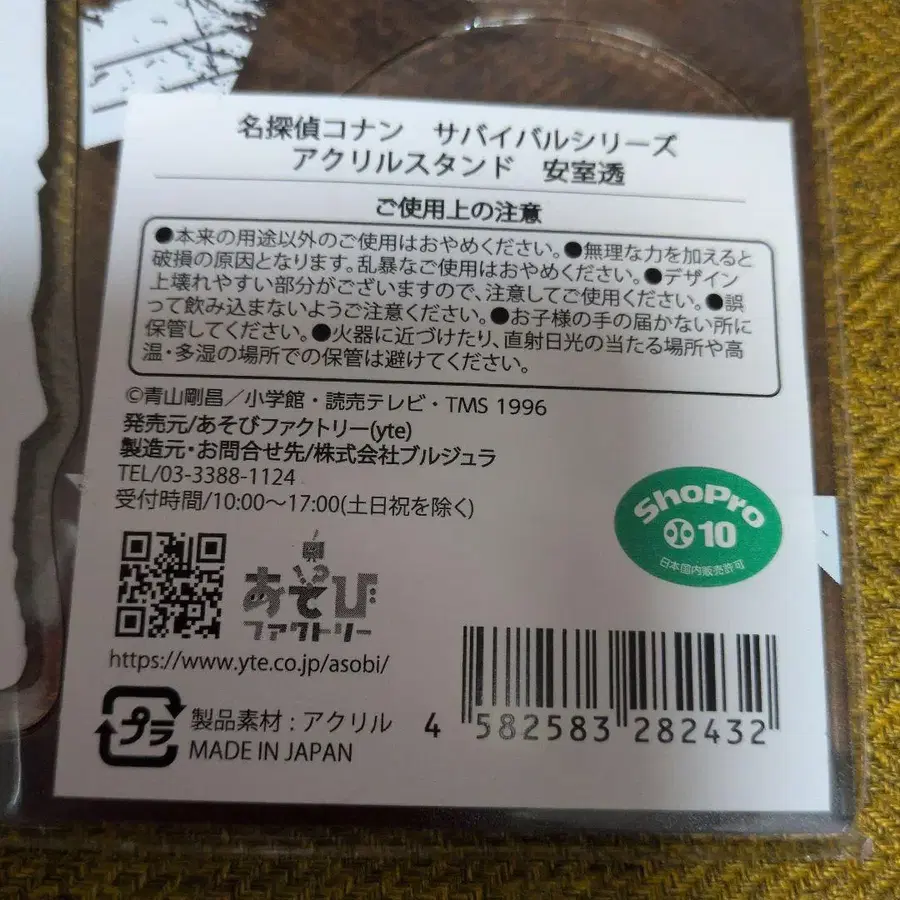 名探偵コナン　サバイバルシリーズ
アクリルスタンド　安室透
ご使用上の注意
●本来の用途以外のご使用はおやめください。●無理な力を加えると
破損の原因となります。乱暴なご使用はおやめください。●デザイン
上壊れやすい部分がございますので、注意してご使用ください。●誤
って飲み込まないようご注意ください。●お子様の手の届かない所に
保管してください。●火器に近づけたり、直射日光の当たる場所や高
温・多湿の場所での保管は避けてください。
©青山剛昌／小学館・読売テレビ・TMS 1996
発売元/あそびファクトリー(yte)
製造元・お問合せ先/株式会社ブルジュラ
TEL/03-3388-1124
受付時間/10:00〜17:00(土日祝を除く)
ShoPro
10
日本国内販売許可
あそび
ファクトリー
https://www.yte.co.jp/asobi/
プラ
製品素材：アクリル
MADE IN JAPAN
4 582583 282432